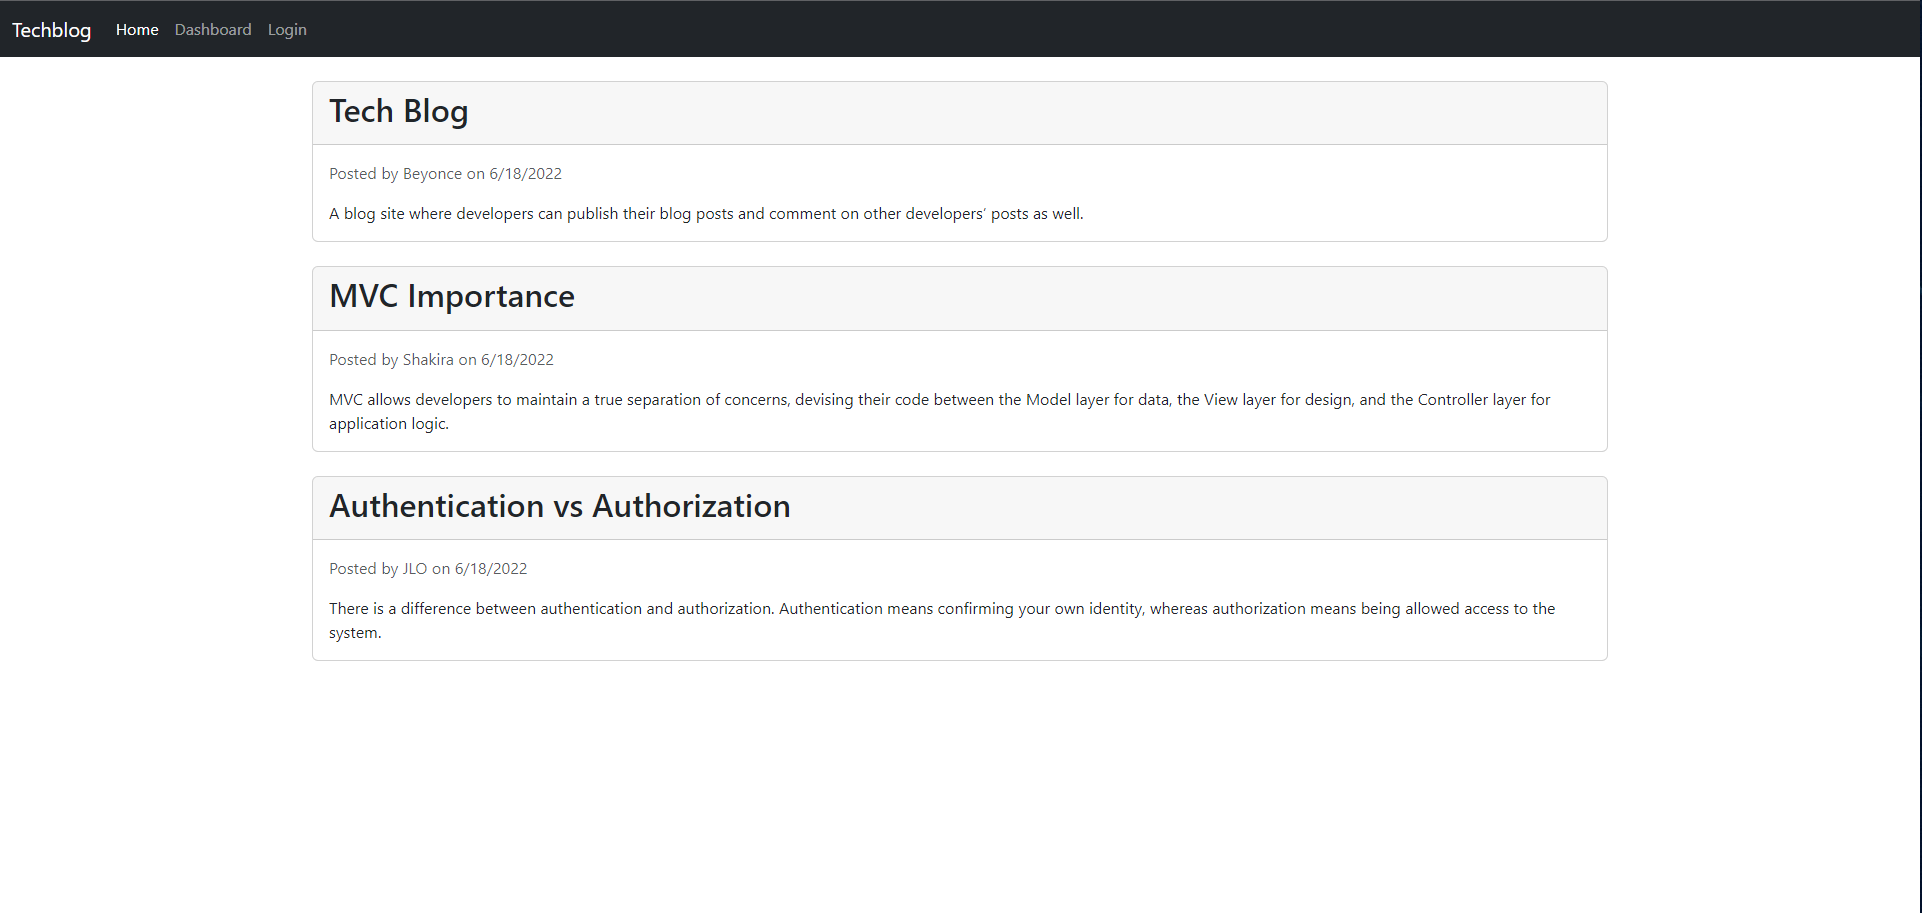 Techblog Home Dashboard Login
Tech Blog
Posted by Beyonce on 6/18/2022
A blog site where developers can publish their blog posts and comment on other developers’ posts as well.
MVC Importance
Posted by Shakira on 6/18/2022
MVC allows developers to maintain a true separation of concerns, devising their code between the Model layer for data, the View layer for design, and the Controller layer for
application logic.
Authentication vs Authorization
Posted by JLO on 6/18/2022
There is a difference between authentication and authorization. Authentication means confirming your own identity, whereas authorization means being allowed access to the
system.